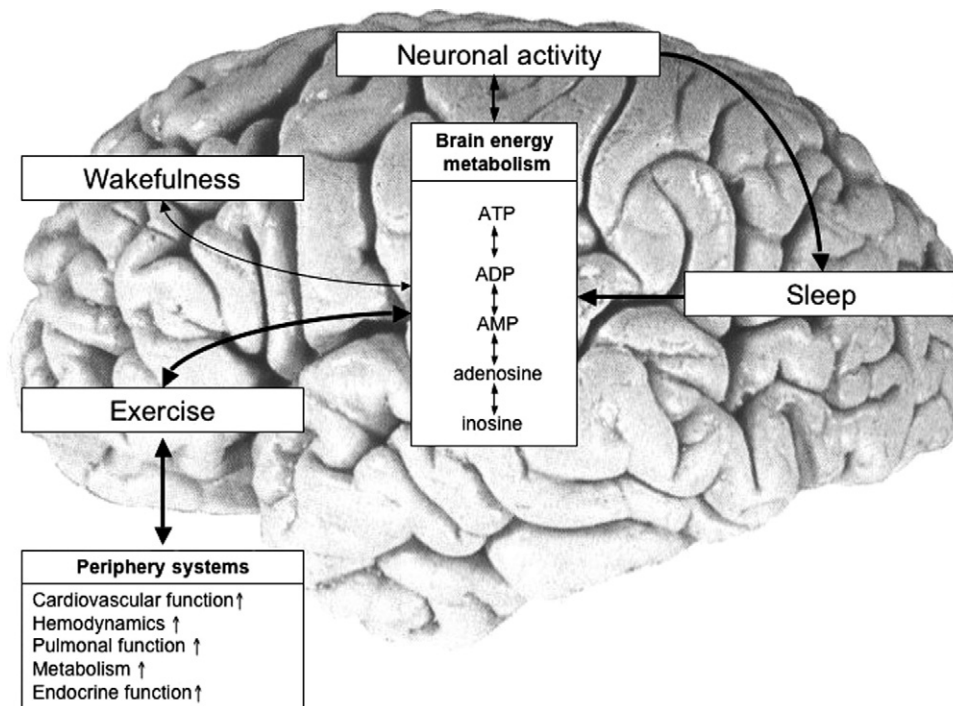 Neuronal activity
Brain energy
metabolism
Wakefulness
ATP
ADP
AMP
adenosine
inosine
Sleep
Exercise
Periphery systems
Cardiovascular function↑
Hemodynamics ↑
Pulmonal function ↑
Metabolism ↑
Endocrine function↑